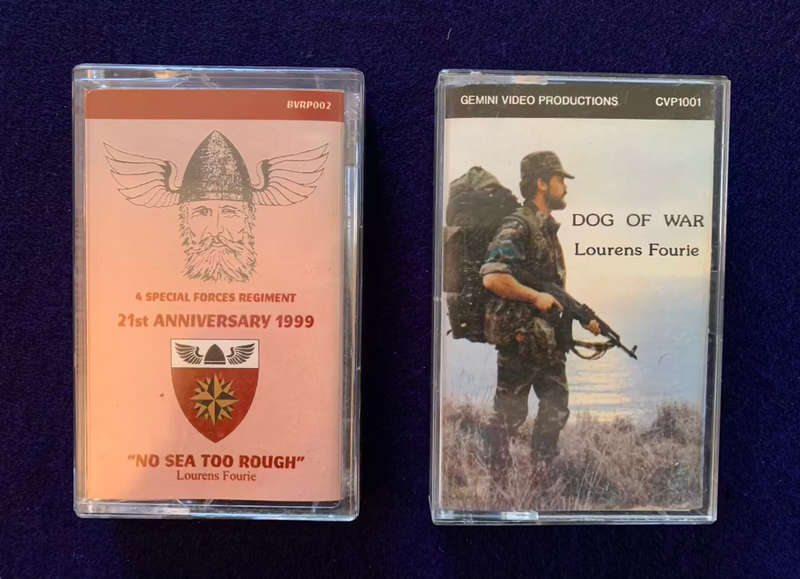 BVRP002
4 SPECIAL FORCES REGIMENT
21st ANNIVERSARY 1999
"NO SEA TOO ROUGH"
Lourens Fourie
GEMINI VIDEO PRODUCTIONS CVP1001
DOG OF WAR
Lourens Fourie